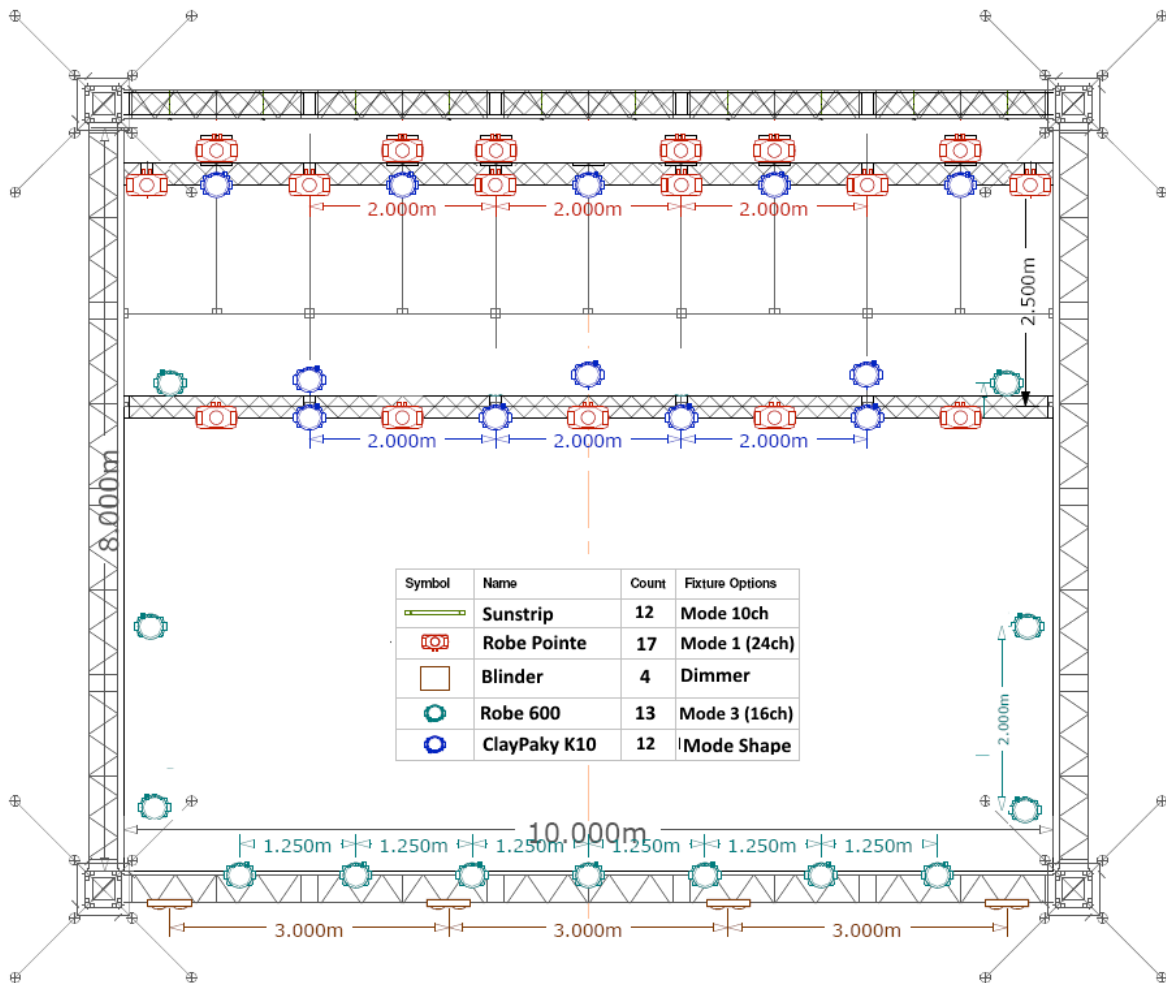 2.000m 2.000m 2.000m
2.500m
2.000m 2.000m 2.000m
8.000m
Symbol Name Count Fixture Options
Sunstrip 12 Mode 10ch
Robe Pointe 17 Mode 1 (24ch)
Blinder 4 Dimmer
Robe 600 13 Mode 3 (16ch)
ClayPaky K10 12 Mode Shape
2.000m
10.000m
1.250m 1.250m 1.250m 1.250m 1.250m 1.250m
3.000m 3.000m 3.000m